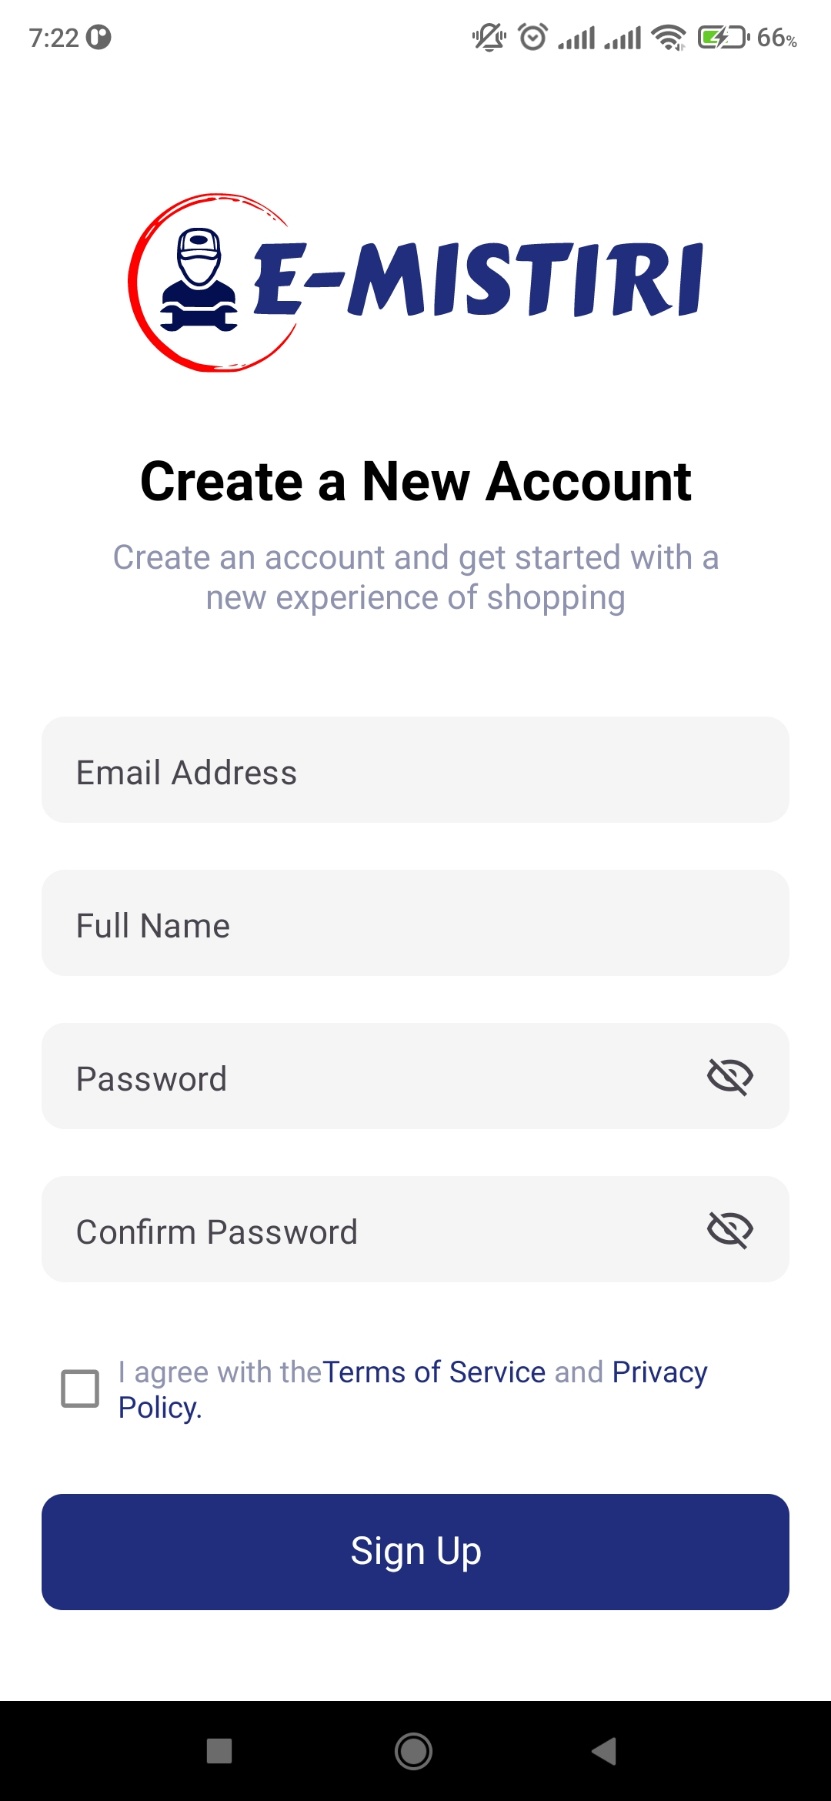 7:22
66%
E-MISTIRI
Create a New Account
Create an account and get started with a
new experience of shopping
Email Address
Full Name
Password
Confirm Password
I agree with theTerms of Service and Privacy
Policy.
Sign Up